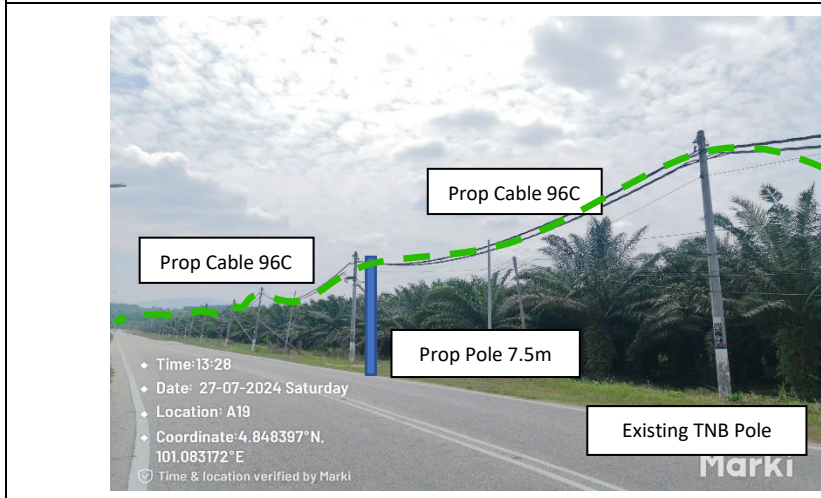 Prop Cable 96C
Prop Cable 96C
Prop Pole 7.5m
Existing TNB Pole
Time:13:28
Date: 27-07-2024 Saturday
Location: A19
Coordinate:4.848397°N,
101.083172°E
Time & location verified by Marki
Marki